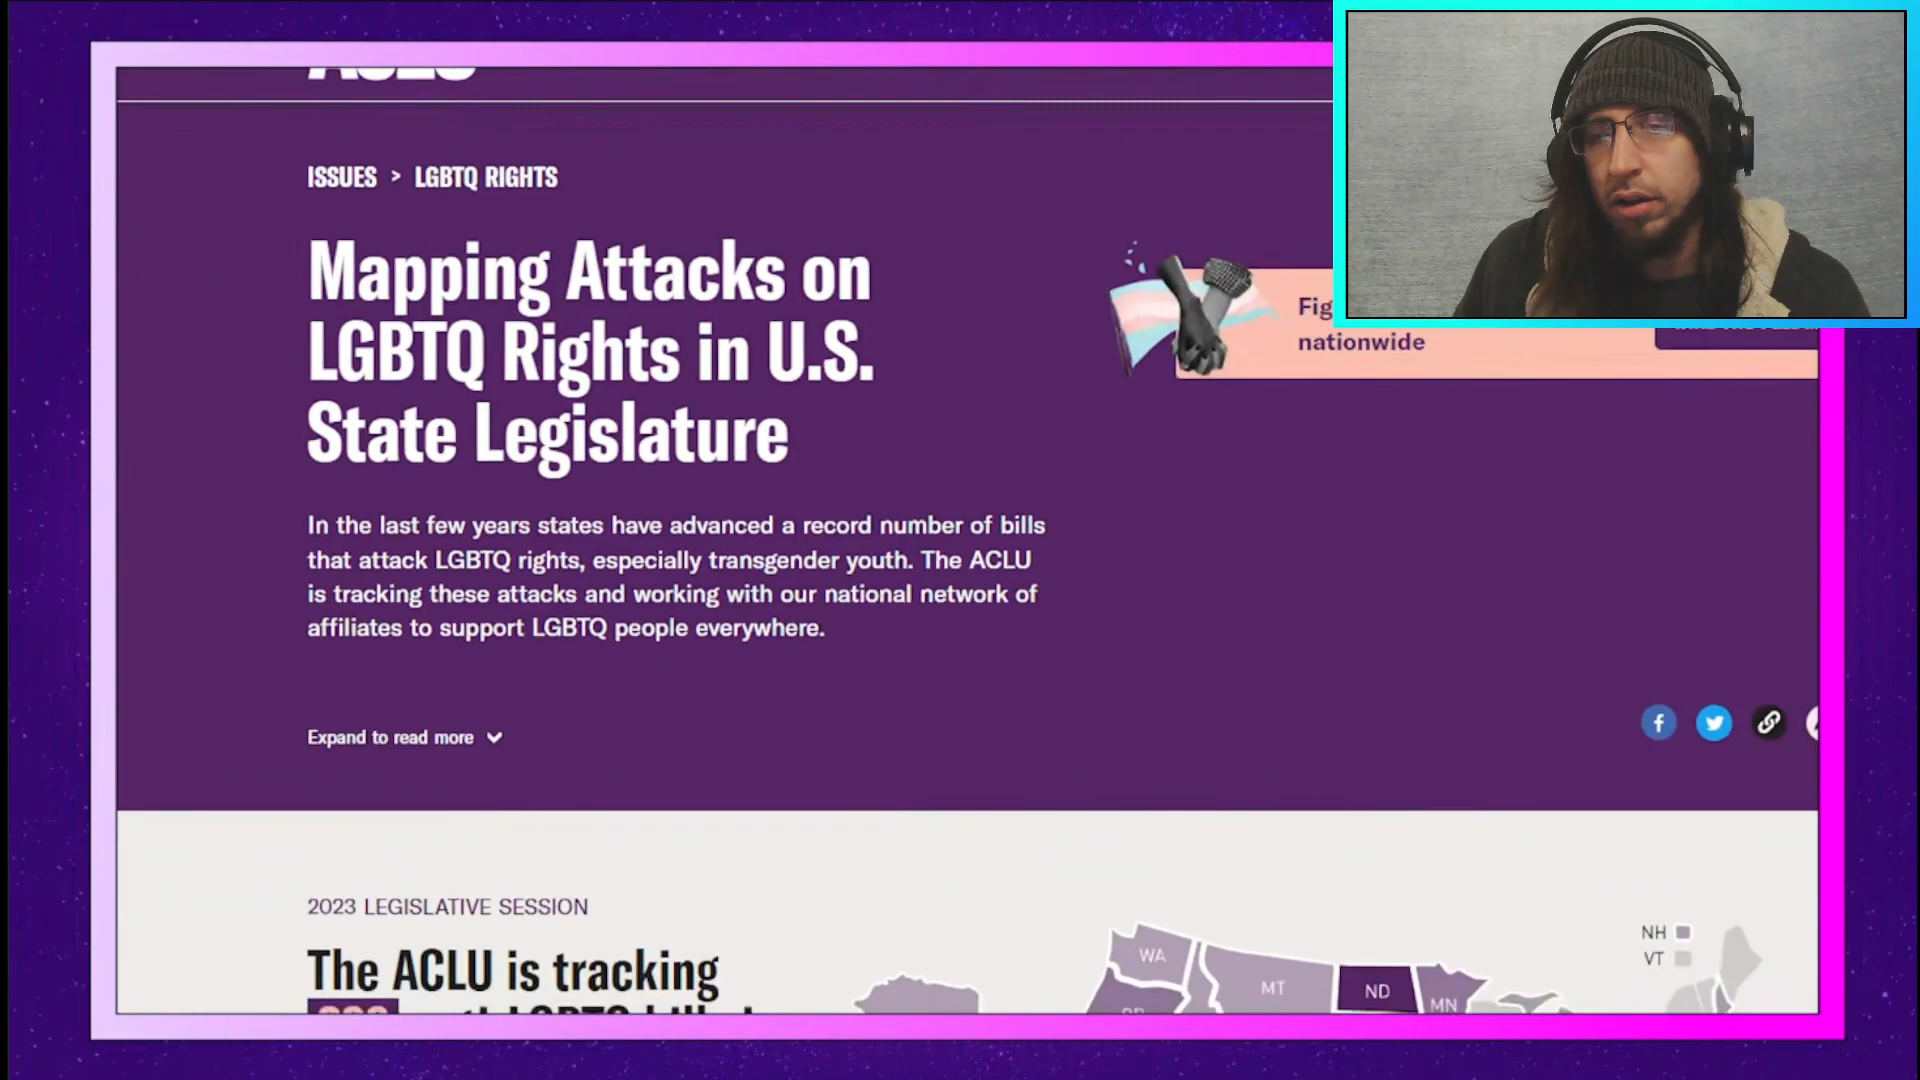 ISSUES > LGBTQ RIGHTS
Mapping Attacks on
LGBTQ Rights in U.S.
State Legislature
Fig
nationwide
In the last few years states have advanced a record number of bills
that attack LGBTQ rights, especially transgender youth. The ACLU
is tracking these attacks and working with our national network of
affiliates to support LGBTQ people everywhere.
Expand to read more
2023 LEGISLATIVE SESSION
The ACLU is tracking
NH
VT
WA
MT
ND
MN